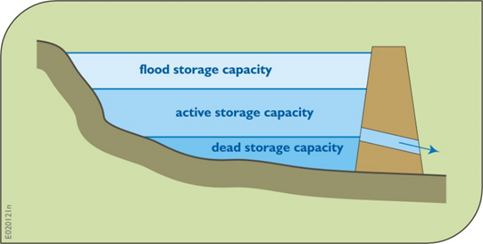 flood storage capacity
active storage capacity
dead storage capacity
E020121n